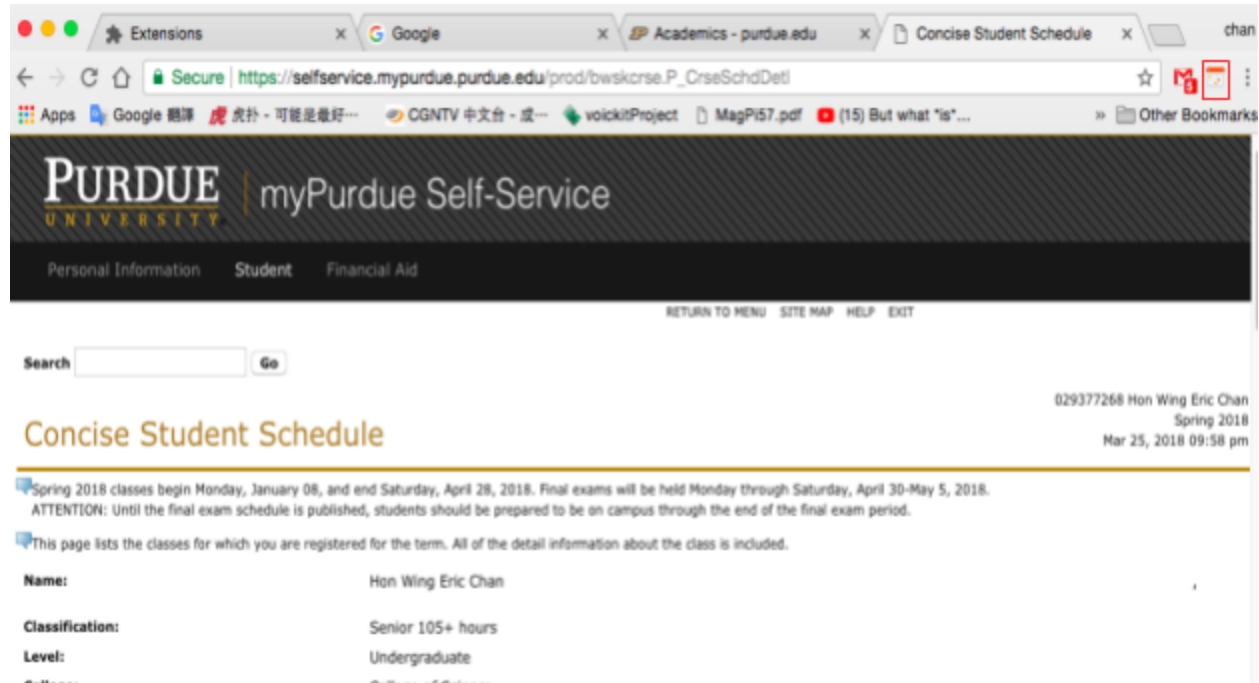 Extensions
Google
Academics - purdue.edu
Concise Student Schedule
chan
Secure | https://selfservice.mypurdue.purdue.edu/prod/bwskcrse.P_CrseSchdDetl
Apps
Google 翻譯
虎扑 - 可能是最好…
CGNTV 中文台 - 成…
voickitProject
MagPi57.pdf
(15) But what *is*...
» Other Bookmarks
PURDUE
UNIVERSITY
myPurdue Self-Service
Personal Information Student Financial Aid
RETURN TO MENU SITE MAP HELP EXIT
Search Go
029377268 Hon Wing Eric Chan
Spring 2018
Mar 25, 2018 09:58 pm
Concise Student Schedule
Spring 2018 classes begin Monday, January 08, and end Saturday, April 28, 2018. Final exams will be held Monday through Saturday, April 30-May 5, 2018.
ATTENTION: Until the final exam schedule is published, students should be prepared to be on campus through the end of the final exam period.
This page lists the classes for which you are registered for the term. All of the detail information about the class is included.
Name: Hon Wing Eric Chan
Classification: Senior 105+ hours
Level: Undergraduate